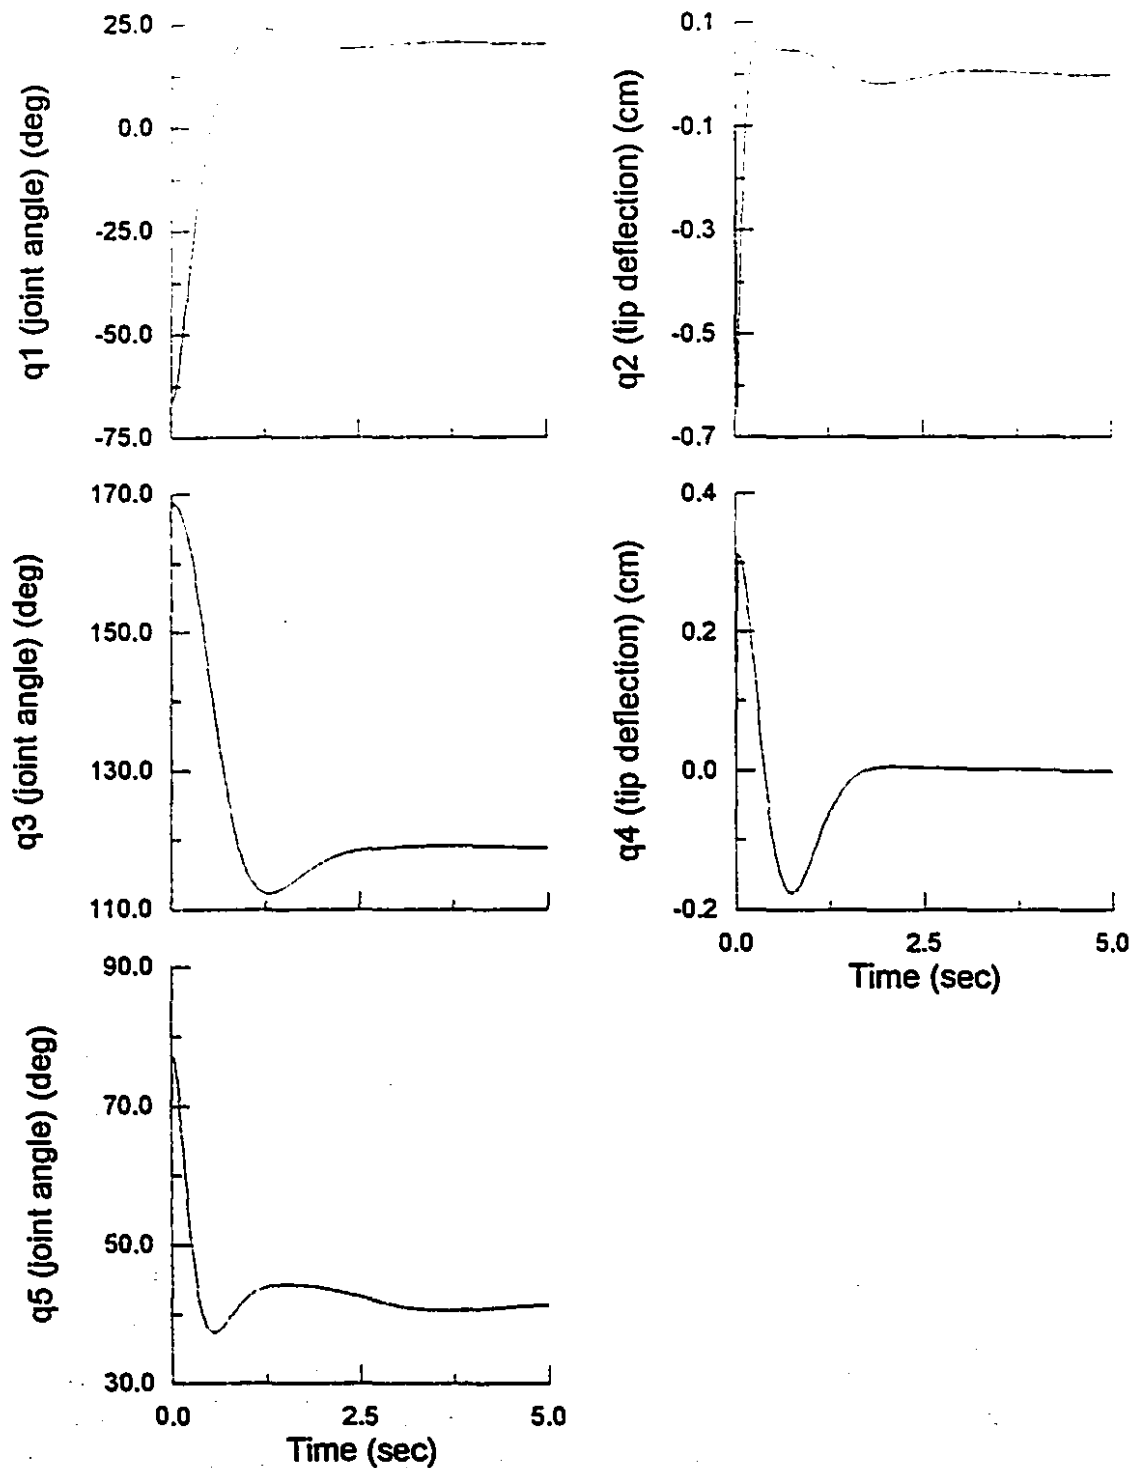 q1 (joint angle) (deg)
25.0
0.0
-25.0
-50.0
-75.0
q2 (tip deflection) (cm)
0.1
-0.1
-0.3
-0.5
-0.7
q3 (joint angle) (deg)
170.0
150.0
130.0
110.0
q4 (tip deflection) (cm)
0.4
0.2
0.0
-0.2
0.0 2.5 5.0
Time (sec)
q5 (joint angle) (deg)
90.0
70.0
50.0
30.0
0.0 2.5 5.0
Time (sec)